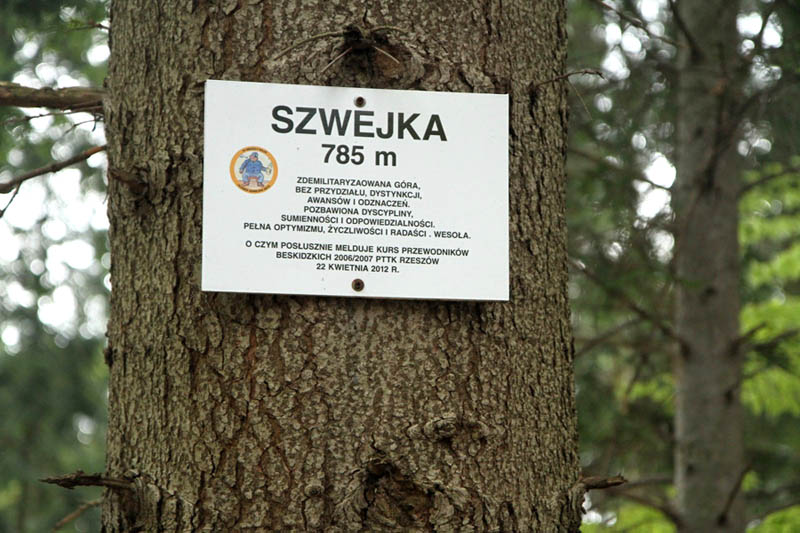 SZWEJKA
785 m
ZDEMILITARYZAOWANA GÓRA,
BEZ PRZYDZIAŁU, DYSTYNKCJI,
AWANSÓW I ODZNACZEŃ.
POZBAWIONA DYSCYPLINY,
SUMIENNOŚCI I ODPOWIEDZIALNOŚCI.
PEŁNA OPTYMIZMU, ŻYCZLIWOŚCI I RADAŚCI . WESOŁA.
O CZYM POSŁUSZNIE MELDUJE KURS PRZEWODNIKÓW
BESKIDZKICH 2006/2007 PTTK RZESZÓW
22 KWIETNIA 2012 R.